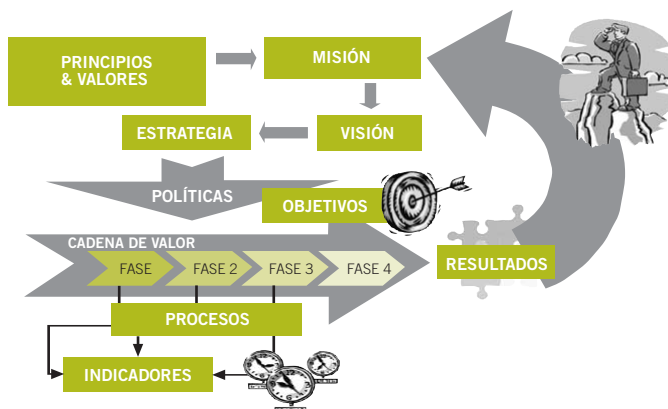 PRINCIPIOS
& VALORES
MISIÓN
ESTRATEGIA
VISIÓN
POLÍTICAS
OBJETIVOS
CADENA DE VALOR
FASE
FASE 2
FASE 3
FASE 4
RESULTADOS
PROCESOS
INDICADORES